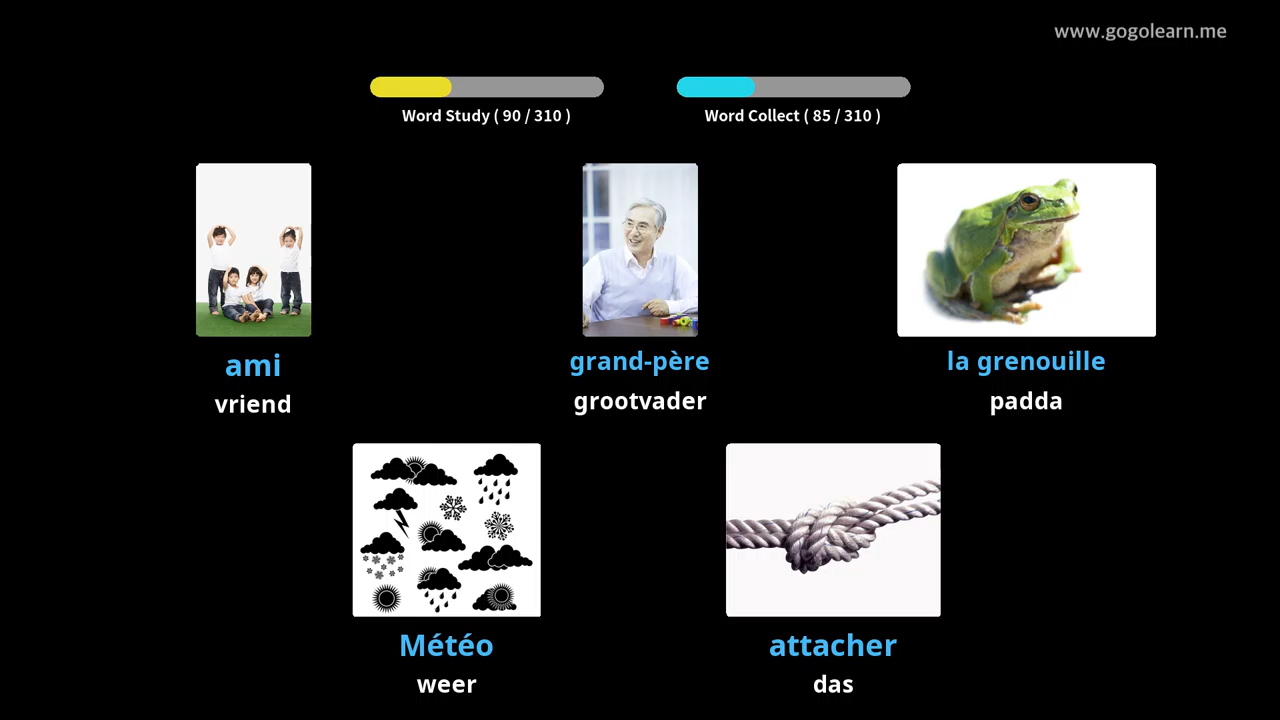 www.gogolearn.me
Word Study ( 90 / 310 )
Word Collect ( 85 / 310 )
ami
vriend
grand-père
grootvader
la grenouille
padda
Météo
weer
attacher
das